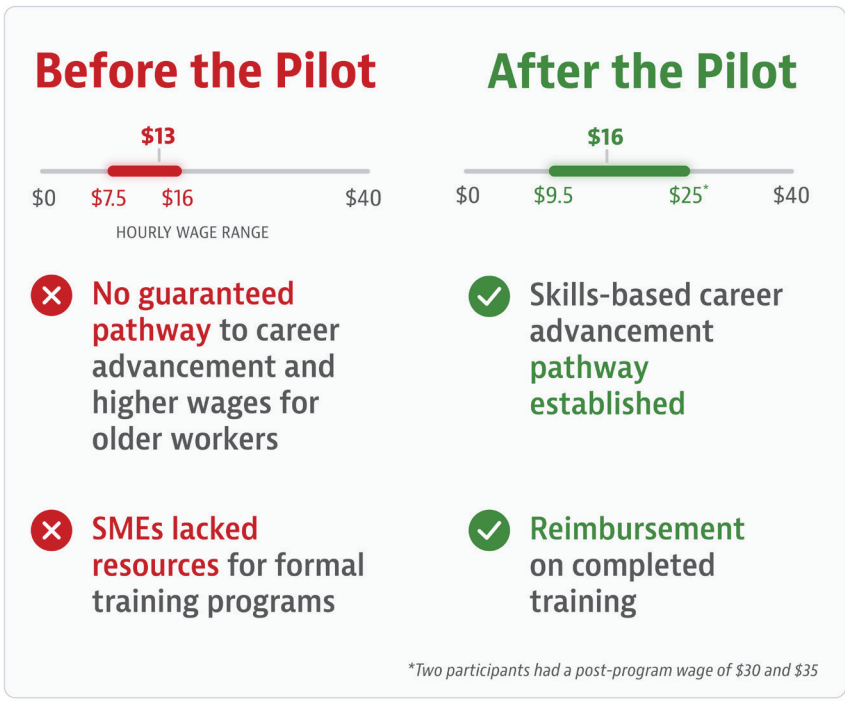 Before the Pilot
$13
$0 $7.5 $16 $40
HOURLY WAGE RANGE
No guaranteed
pathway to career
advancement and
higher wages for
older workers
SMEs lacked
resources for formal
training programs
After the Pilot
$16
$0 $9.5 $25* $40
Skills-based career
advancement
pathway
established
Reimbursement
on completed
training
*Two participants had a post-program wage of $30 and $35